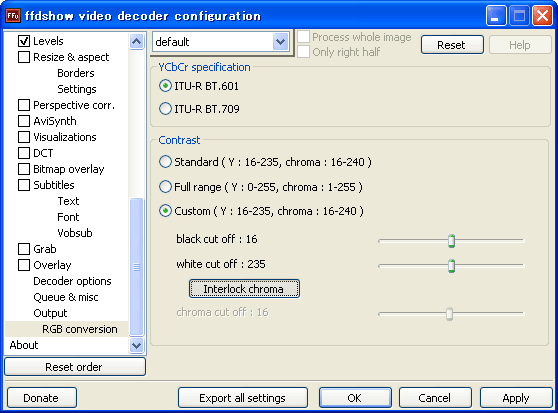 ffdshow video decoder configuration
Levels
Resize & aspect
Borders
Settings
Perspective corr.
AviSynth
Visualizations
DCT
Bitmap overlay
Subtitles
Text
Font
Vobsub
Grab
Overlay
Decoder options
Queue & misc
Output
RGB conversion
About
Reset order
default
Process whole image
Only right half
Reset
Help
YCbCr specification
ITU-R BT.601
ITU-R BT.709
Contrast
Standard ( Y : 16-235, chroma : 16-240 )
Full range ( Y : 0-255, chroma : 1-255 )
Custom ( Y : 16-235, chroma : 16-240 )
black cut off : 16
white cut off : 235
Interlock chroma
chroma cut off : 16
Donate
Export all settings
OK
Cancel
Apply